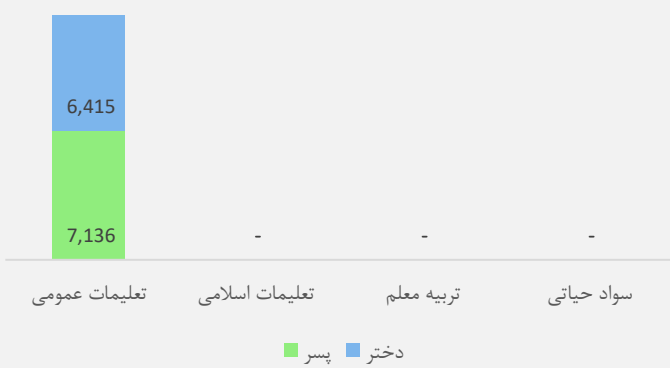 6,415
7,136 - - -
تعلیمات عمومی تعلیمات اسلامی تربیه معلم سواد حیاتی
پسر دختر